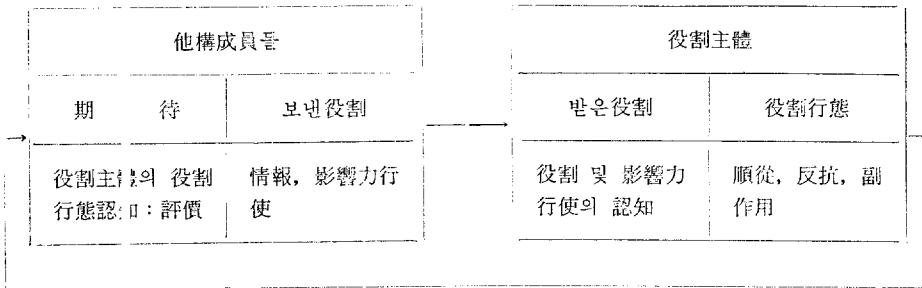 他構成員들
期 待
보낸役割
役割主體의 役割
行態認知：評價
情報, 影響力行
使
役割主體
받은役割
役割行態
役割 및 影響力
行使의 認知
順從, 反抗, 副
作用